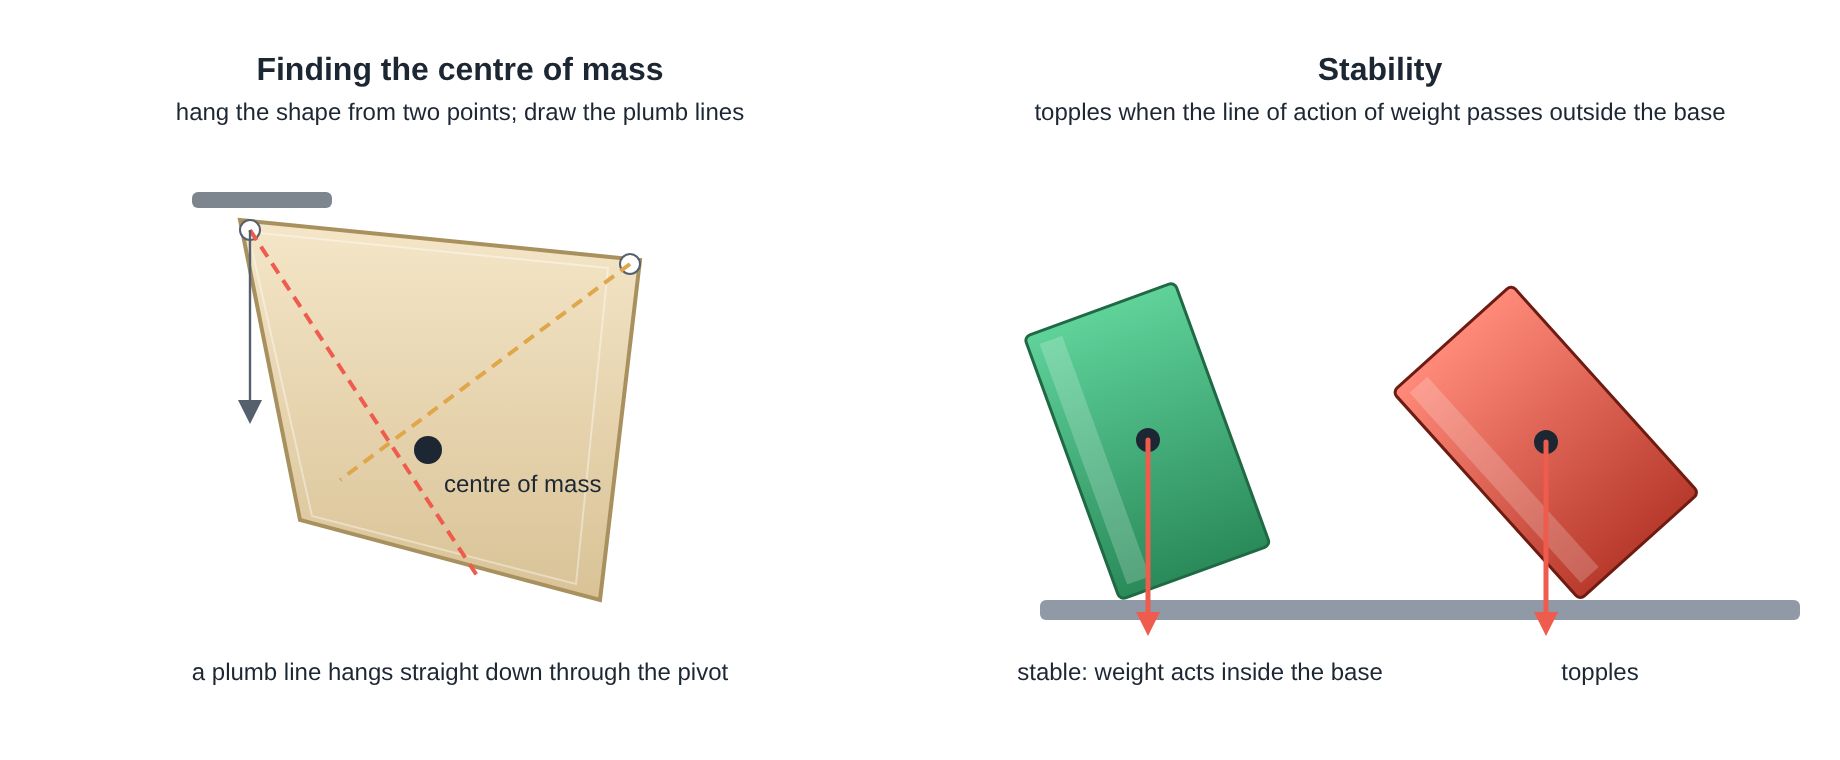 Finding the centre of mass
hang the shape from two points; draw the plumb lines
centre of mass
a plumb line hangs straight down through the pivot
Stability
topples when the line of action of weight passes outside the base
stable: weight acts inside the base
topples